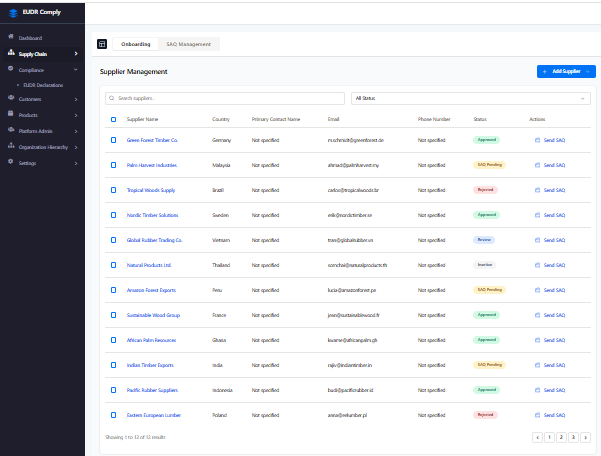 EUDR Comply
Dashboard
Supply Chain
Compliance
EUDR Declarations
Customers
Products
Platform Admin
Organization Hierarchy
Settings
Onboarding SAQ Management
Supplier Management
+ Add Supplier
Search suppliers...
All Status
Supplier Name Country Primary Contact Name Email Phone Number Status Actions
Green Forest Timber Co. Germany Not specified m.schmidt@greenforest.de Not specified Approved Send SAQ
Palm Harvest Industries Malaysia Not specified ahmad@palmharvest.my Not specified SAQ Pending Send SAQ
Tropical Woods Supply Brazil Not specified carlos@tropicalwoods.br Not specified Rejected Send SAQ
Nordic Timber Solutions Sweden Not specified erik@nordictimber.se Not specified Approved Send SAQ
Global Rubber Trading Co. Vietnam Not specified tran@globalrubber.vn Not specified Review Send SAQ
Natural Products Ltd. Thailand Not specified somchai@naturalproducts.th Not specified Inactive Send SAQ
Amazon Forest Exports Peru Not specified lucia@amazonforest.pe Not specified SAQ Pending Send SAQ
Sustainable Wood Group France Not specified jean@sustainablewood.fr Not specified Approved Send SAQ
African Palm Resources Ghana Not specified kwame@africanpalm.gh Not specified Approved Send SAQ
Indian Timber Exports India Not specified rajiv@indiantimber.in Not specified SAQ Pending Send SAQ
Pacific Rubber Suppliers Indonesia Not specified budi@pacificrubber.id Not specified Approved Send SAQ
Eastern European Lumber Poland Not specified anna@eelumber.pl Not specified Rejected Send SAQ
Showing 1 to 12 of 12 results
‹ 1 2 3 ›